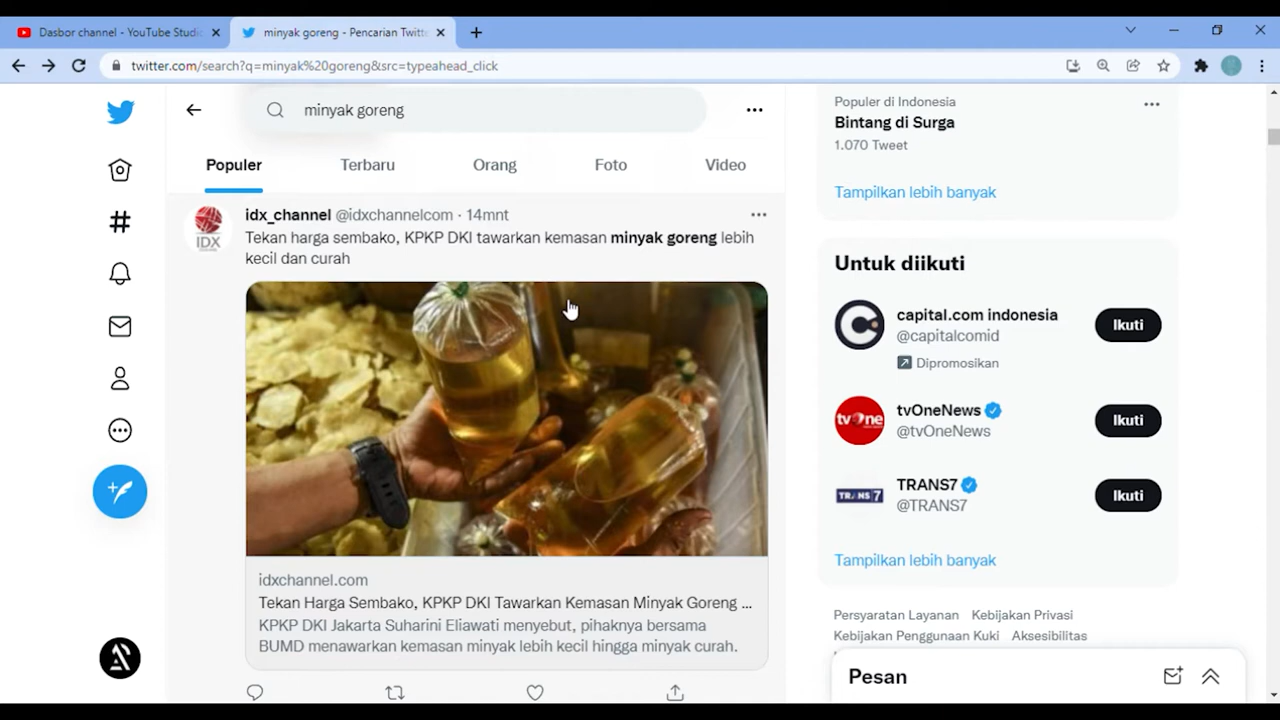 Dasbor channel - YouTube Studio
minyak goreng - Pencarian Twitte
twitter.com/search?q=minyak%20goreng&src=typeahead_click
minyak goreng
Populer
Terbaru
Orang
Foto
Video
idx_channel @idxchannelcom · 14mnt
Tekan harga sembako, KPKP DKI tawarkan kemasan minyak goreng lebih
kecil dan curah
IDX
idxchannel.com
Tekan Harga Sembako, KPKP DKI Tawarkan Kemasan Minyak Goreng ...
KPKP DKI Jakarta Suharini Eliawati menyebut, pihaknya bersama
BUMD menawarkan kemasan minyak lebih kecil hingga minyak curah.
Populer di Indonesia
Bintang di Surga
1.070 Tweet
Tampilkan lebih banyak
Untuk diikuti
capital.com indonesia
@capitalcomid
Dipromosikan
Ikuti
tvOne
tvOneNews
@tvOneNews
Ikuti
TRANS7
TRANS7
@TRANS7
Ikuti
Tampilkan lebih banyak
Persyaratan Layanan Kebijakan Privasi
Kebijakan Penggunaan Kuki Aksesibilitas
Pesan